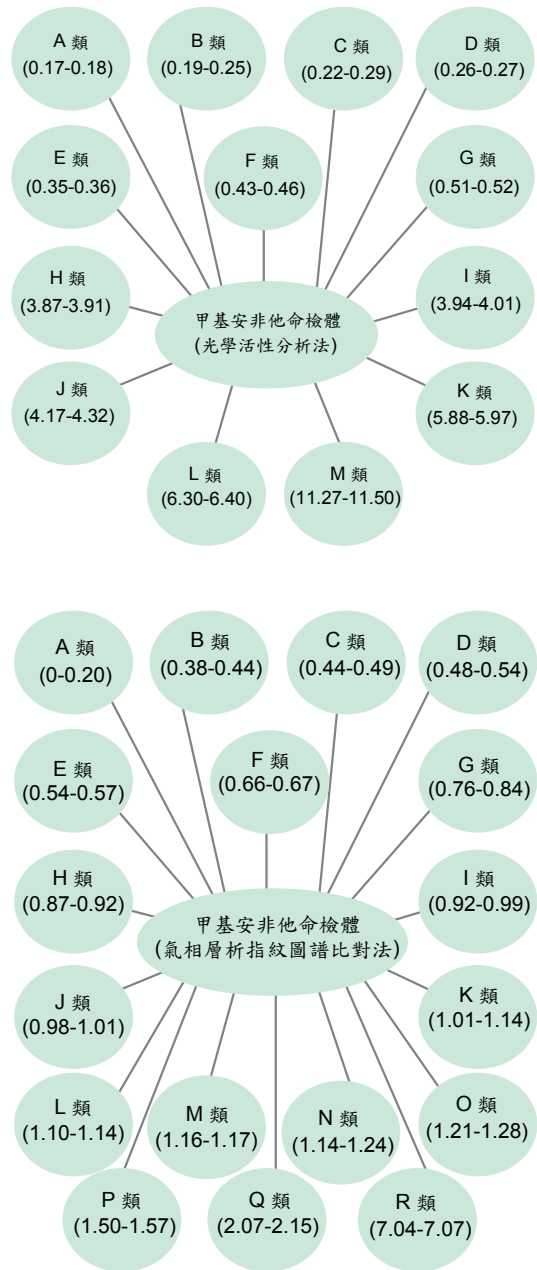 A 類
(0.17-0.18)
B 類
(0.19-0.25)
C 類
(0.22-0.29)
D 類
(0.26-0.27)
E 類
(0.35-0.36)
F 類
(0.43-0.46)
G 類
(0.51-0.52)
H 類
(3.87-3.91)
甲基安非他命檢體
(光學活性分析法)
I 類
(3.94-4.01)
J 類
(4.17-4.32)
K 類
(5.88-5.97)
L 類
(6.30-6.40)
M 類
(11.27-11.50)
A 類
(0-0.20)
B 類
(0.38-0.44)
C 類
(0.44-0.49)
D 類
(0.48-0.54)
E 類
(0.54-0.57)
F 類
(0.66-0.67)
G 類
(0.76-0.84)
H 類
(0.87-0.92)
甲基安非他命檢體
(氣相層析指紋圖譜比對法)
I 類
(0.92-0.99)
J 類
(0.98-1.01)
K 類
(1.01-1.14)
L 類
(1.10-1.14)
M 類
(1.16-1.17)
N 類
(1.14-1.24)
O 類
(1.21-1.28)
P 類
(1.50-1.57)
Q 類
(2.07-2.15)
R 類
(7.04-7.07)